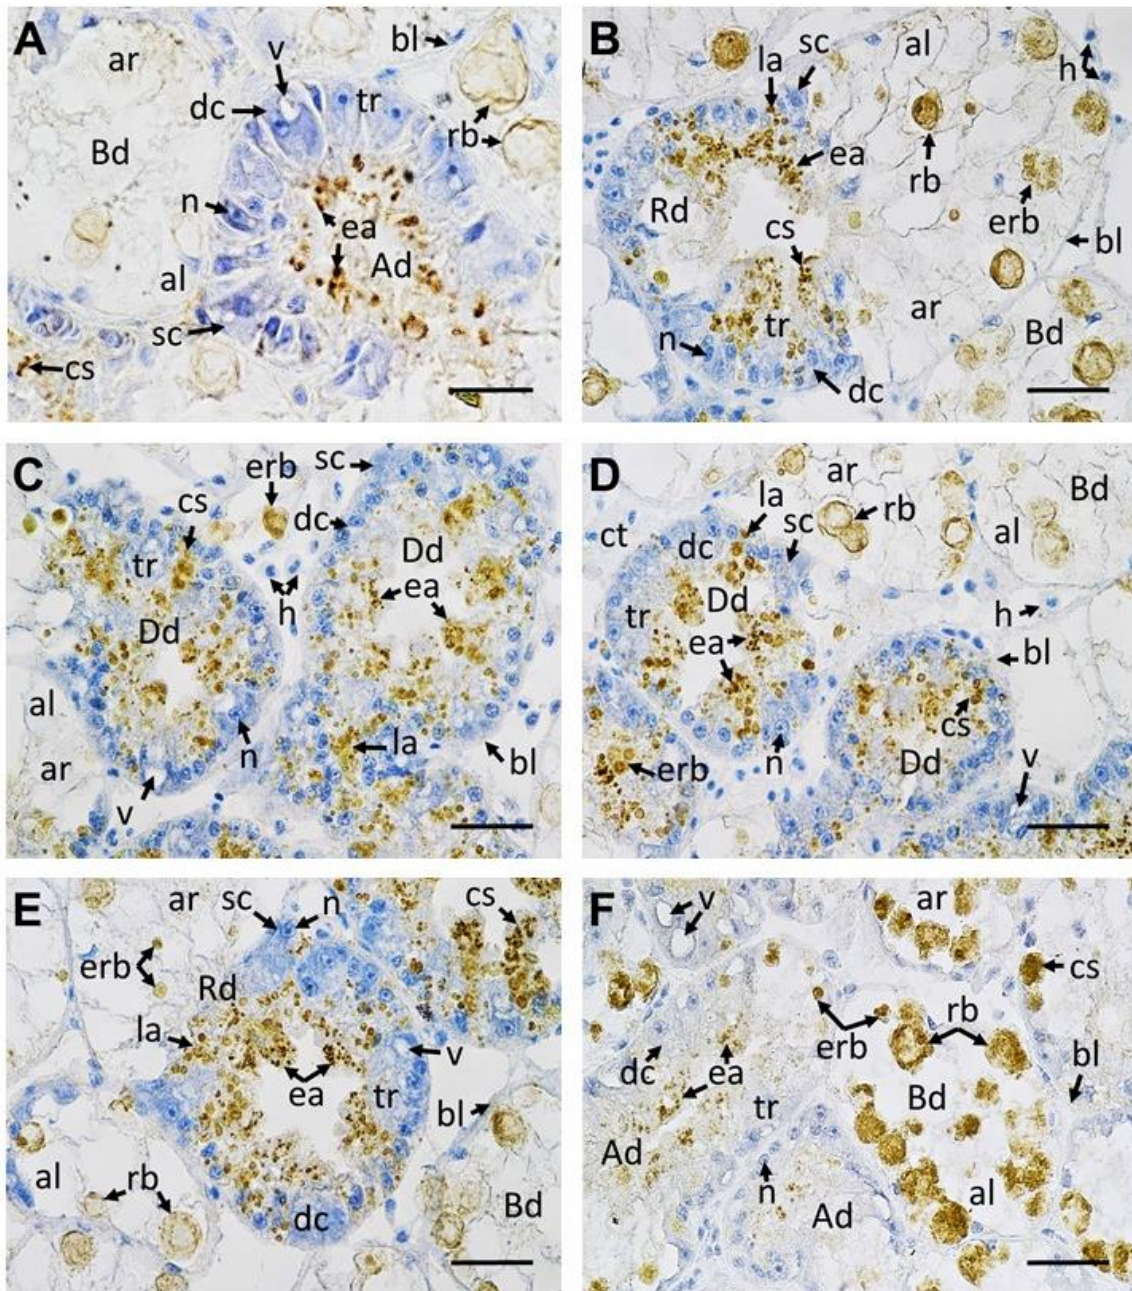 A
ar
v
bl
dc
tr
rb
Bd
n
ea
Ad
al
sc
cs
B
la
sc
al
h
ea
rb
Rd
erb
cs
bl
ar
tr
n
Bd
dc
C
erb
sc
cs
dc
tr
Dd
h
ea
Dd
al
n
la
bl
ar
v
D
ar
la
rb
Bd
sc
al
ct
dc
Dd
tr
h
ea
bl
cs
erb
n
Dd
v
E
ar
sc
n
cs
erb
Rd
la
v
ea
tr
bl
al
rb
Bd
dc
F
v
ar
cs
rb
erb
dc
ea
bl
tr
Bd
Ad
n
al
Ad